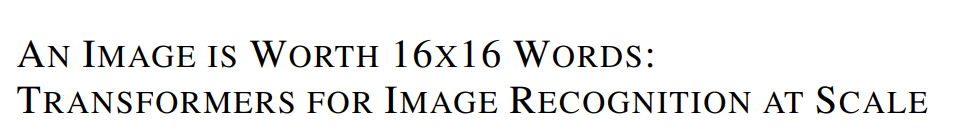 AN IMAGE IS WORTH 16X16 WORDS:
TRANSFORMERS FOR IMAGE RECOGNITION AT SCALE